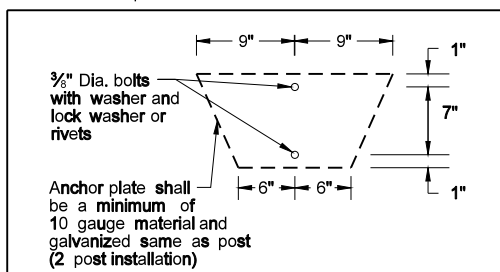 9" 9"
1"
⅜" Dia. bolts
with washer and
lock washer or
rivets
7"
6" 6"
1"
Anchor plate shall
be a minimum of
10 gauge material and
galvanized same as post
(2 post installation)